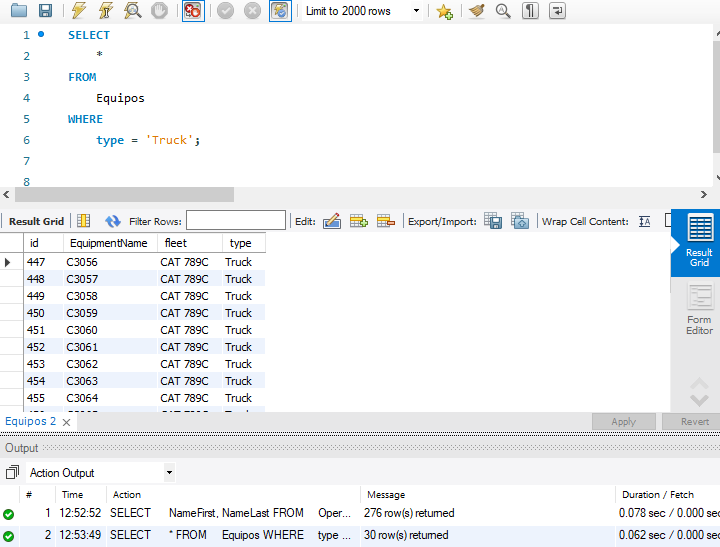 Limit to 2000 rows
1 SELECT
2 *
3 FROM
4 Equipos
5 WHERE
6 type = 'Truck';
7
8
Result Grid Filter Rows: Edit: Export/Import: Wrap Cell Content: IA
id EquipmentName fleet type
447 C3056 CAT 789C Truck
448 C3057 CAT 789C Truck
449 C3058 CAT 789C Truck
450 C3059 CAT 789C Truck
451 C3060 CAT 789C Truck
452 C3061 CAT 789C Truck
453 C3062 CAT 789C Truck
454 C3063 CAT 789C Truck
455 C3064 CAT 789C Truck
Result
Grid
Form
Editor
Equipos 2 Apply Revert
Output
Action Output
# Time Action Message Duration / Fetch
1 12:52:52 SELECT NameFirst, NameLast FROM Oper... 276 row(s) returned 0.078 sec / 0.000 sec
2 12:53:49 SELECT * FROM Equipos WHERE type ... 30 row(s) returned 0.062 sec / 0.000 sec